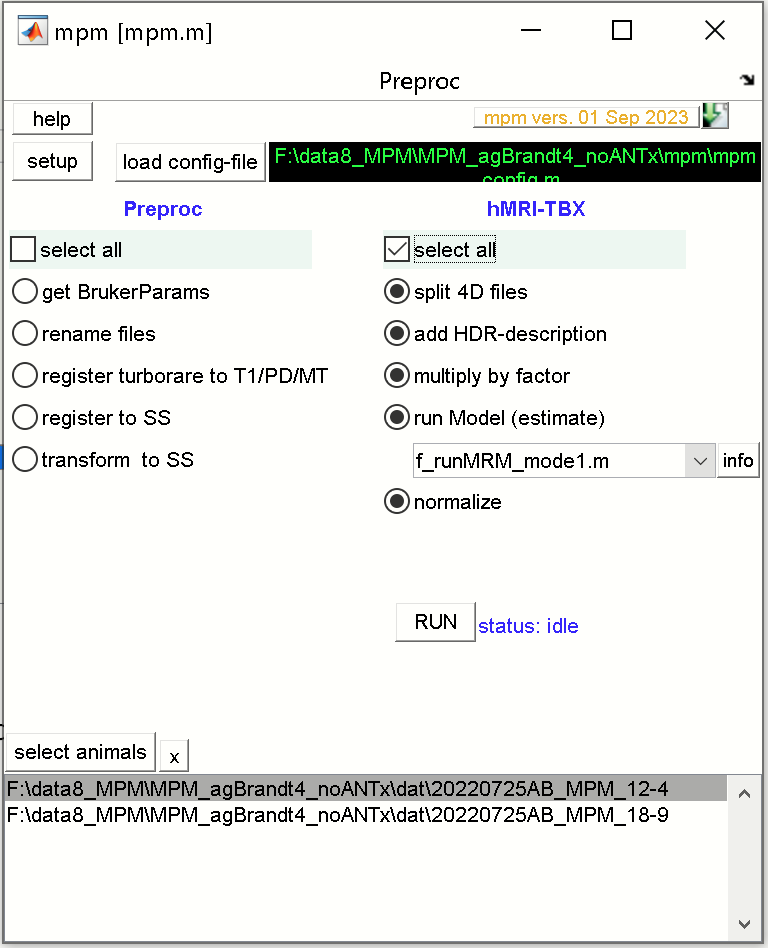 mpm [mpm.m]
Preproc
help
mpm vers. 01 Sep 2023
setup
load config-file
F:\data8_MPM\MPM_agBrandt4_noANTx\mpm\mpm
config.m
Preproc
hMRI-TBX
select all
select all
get BrukerParams
split 4D files
rename files
add HDR-description
register turborare to T1/PD/MT
multiply by factor
register to SS
run Model (estimate)
transform  to SS
f_runMRM_mode1.m
info
normalize
RUN
status: idle
select animals
x
F:\data8_MPM\MPM_agBrandt4_noANTx\dat\20220725AB_MPM_12-4
F:\data8_MPM\MPM_agBrandt4_noANTx\dat\20220725AB_MPM_18-9